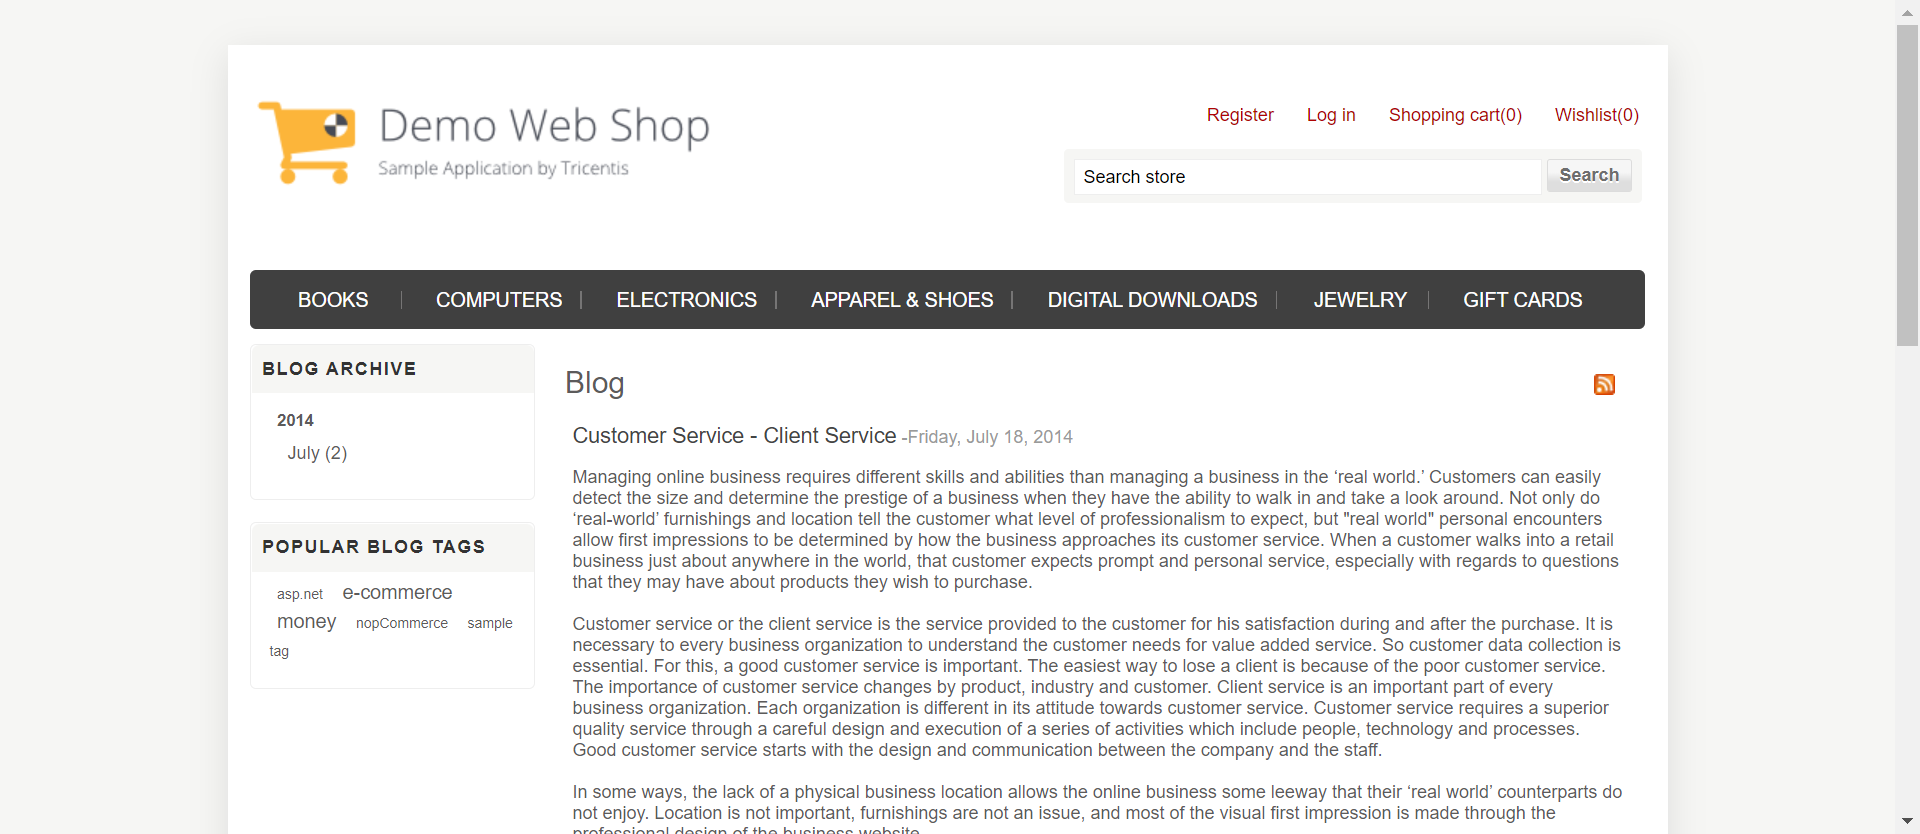 Demo Web Shop
Sample Application by Tricentis
Register Log in Shopping cart(0) Wishlist(0)
Search store Search
BOOKS COMPUTERS ELECTRONICS APPAREL & SHOES DIGITAL DOWNLOADS JEWELRY GIFT CARDS
BLOG ARCHIVE
2014
July (2)
POPULAR BLOG TAGS
asp.net e-commerce
money nopCommerce sample
tag
Blog
Customer Service - Client Service -Friday, July 18, 2014
Managing online business requires different skills and abilities than managing a business in the ‘real world.’ Customers can easily
detect the size and determine the prestige of a business when they have the ability to walk in and take a look around. Not only do
‘real-world’ furnishings and location tell the customer what level of professionalism to expect, but "real world" personal encounters
allow first impressions to be determined by how the business approaches its customer service. When a customer walks into a retail
business just about anywhere in the world, that customer expects prompt and personal service, especially with regards to questions
that they may have about products they wish to purchase.
Customer service or the client service is the service provided to the customer for his satisfaction during and after the purchase. It is
necessary to every business organization to understand the customer needs for value added service. So customer data collection is
essential. For this, a good customer service is important. The easiest way to lose a client is because of the poor customer service.
The importance of customer service changes by product, industry and customer. Client service is an important part of every
business organization. Each organization is different in its attitude towards customer service. Customer service requires a superior
quality service through a careful design and execution of a series of activities which include people, technology and processes.
Good customer service starts with the design and communication between the company and the staff.
In some ways, the lack of a physical business location allows the online business some leeway that their ‘real world’ counterparts do
not enjoy. Location is not important, furnishings are not an issue, and most of the visual first impression is made through the
professional design of the business website.